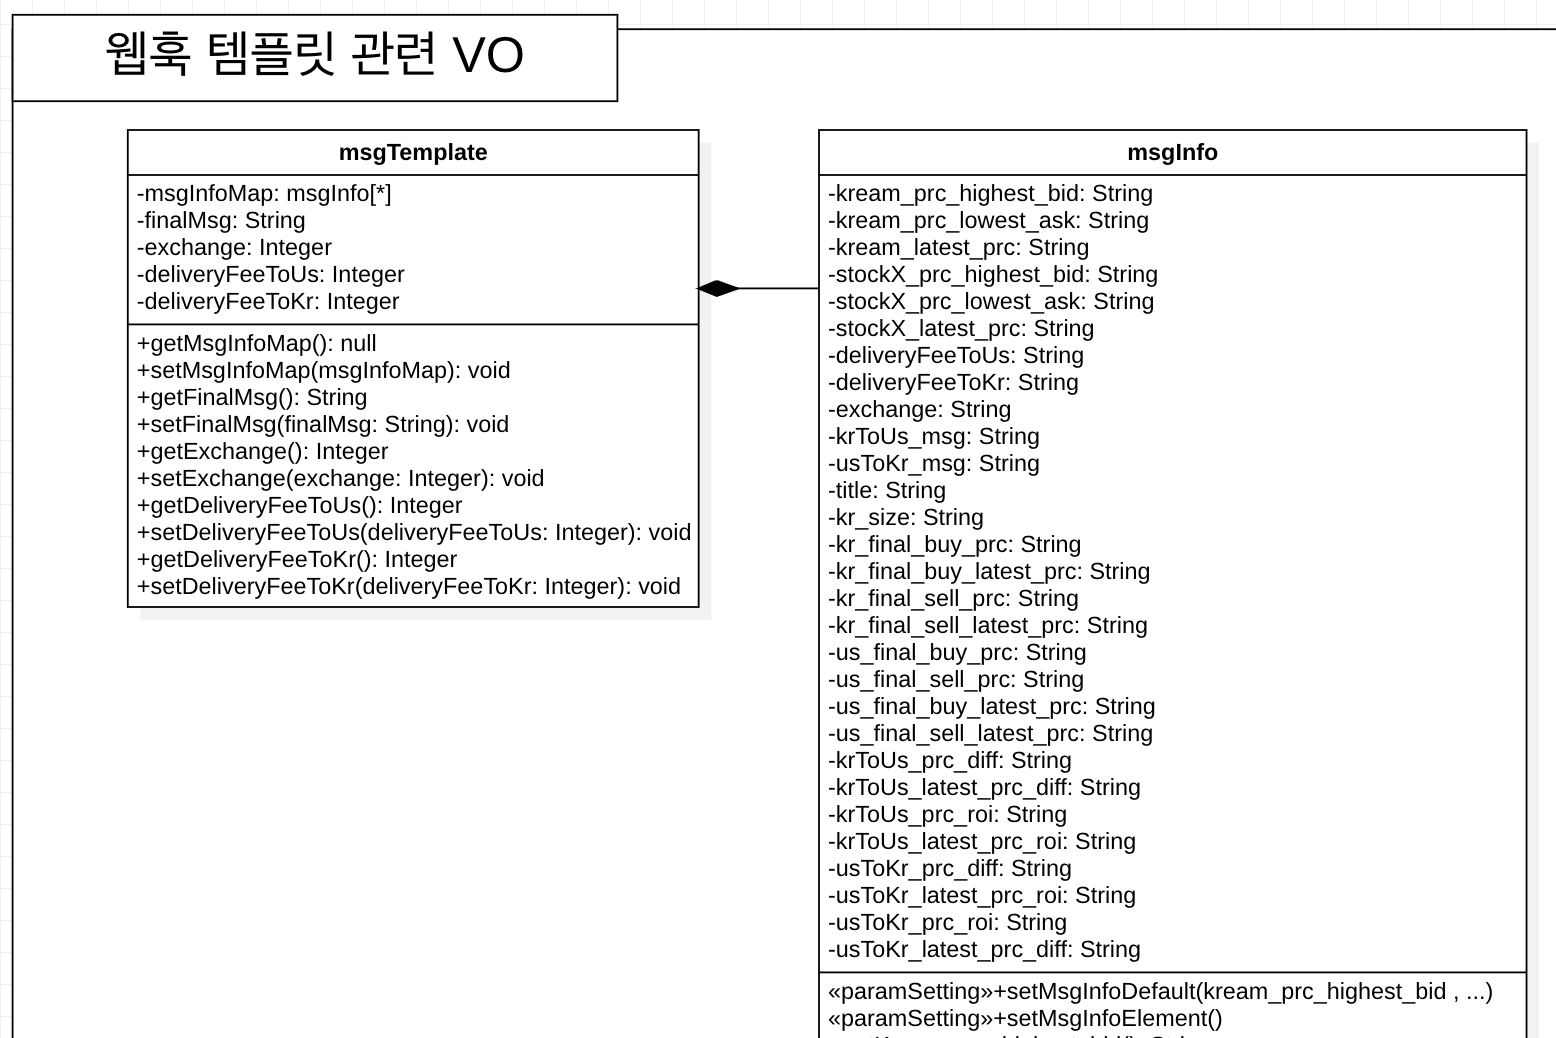 웹훅 템플릿 관련 VO
msgTemplate
-msgInfoMap: msgInfo[*]
-finalMsg: String
-exchange: Integer
-deliveryFeeToUs: Integer
-deliveryFeeToKr: Integer
+getMsgInfoMap(): null
+setMsgInfoMap(msgInfoMap): void
+getFinalMsg(): String
+setFinalMsg(finalMsg: String): void
+getExchange(): Integer
+setExchange(exchange: Integer): void
+getDeliveryFeeToUs(): Integer
+setDeliveryFeeToUs(deliveryFeeToUs: Integer): void
+getDeliveryFeeToKr(): Integer
+setDeliveryFeeToKr(deliveryFeeToKr: Integer): void
msgInfo
-kream_prc_highest_bid: String
-kream_prc_lowest_ask: String
-kream_latest_prc: String
-stockX_prc_highest_bid: String
-stockX_prc_lowest_ask: String
-stockX_latest_prc: String
-deliveryFeeToUs: String
-deliveryFeeToKr: String
-exchange: String
-krToUs_msg: String
-usToKr_msg: String
-title: String
-kr_size: String
-kr_final_buy_prc: String
-kr_final_buy_latest_prc: String
-kr_final_sell_prc: String
-kr_final_sell_latest_prc: String
-us_final_buy_prc: String
-us_final_sell_prc: String
-us_final_buy_latest_prc: String
-us_final_sell_latest_prc: String
-krToUs_prc_diff: String
-krToUs_latest_prc_diff: String
-krToUs_prc_roi: String
-krToUs_latest_prc_roi: String
-usToKr_prc_diff: String
-usToKr_latest_prc_roi: String
-usToKr_prc_roi: String
-usToKr_latest_prc_diff: String
«paramSetting»+setMsgInfoDefault(kream_prc_highest_bid , ...)
«paramSetting»+setMsgInfoElement()